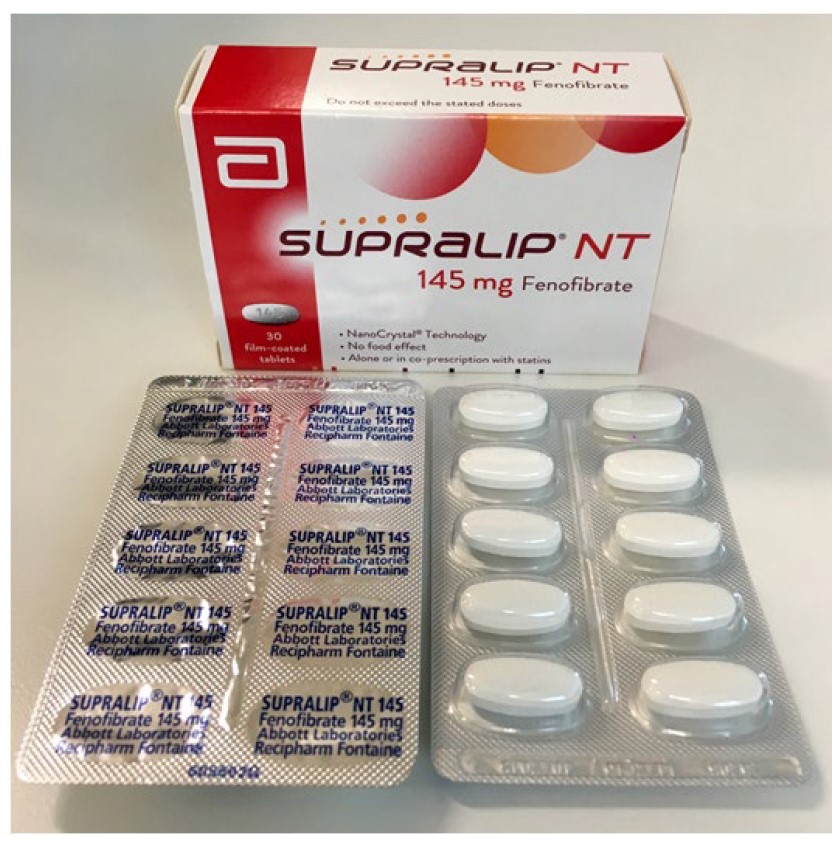 SUPRALIP® NT
145 mg Fenofibrate
Do not exceed the stated doses
SUPRALIP® NT
145 mg Fenofibrate
145
30
film-coated
tablets
• NanoCrystal® Technology
• No food effect
• Alone or in co-prescription with statins
SUPRALIP® NT 145
Fenofibrate 145 mg
Abbott Laboratories
Recipharm Fontaine
SUPRALIP® NT 145
Fenofibrate 145 mg
Abbott Laboratories
Recipharm Fontaine
SUPRALIP® NT 145
Fenofibrate 145 mg
Abbott Laboratories
Recipharm Fontaine
SUPRALIP® NT 145
Fenofibrate 145 mg
Abbott Laboratories
Recipharm Fontaine
SUPRALIP® NT 145
Fenofibrate 145 mg
Abbott Laboratories
Recipharm Fontaine
SUPRALIP® NT 145
Fenofibrate 145 mg
Abbott Laboratories
Recipharm Fontaine
SUPRALIP® NT 145
Fenofibrate 145 mg
Abbott Laboratories
Recipharm Fontaine
SUPRALIP® NT 145
Fenofibrate 145 mg
Abbott Laboratories
Recipharm Fontaine
SUPRALIP® NT 145
Fenofibrate 145 mg
Abbott Laboratories
Recipharm Fontaine
SUPRALIP® NT 145
Fenofibrate 145 mg
Abbott Laboratories
Recipharm Fontaine